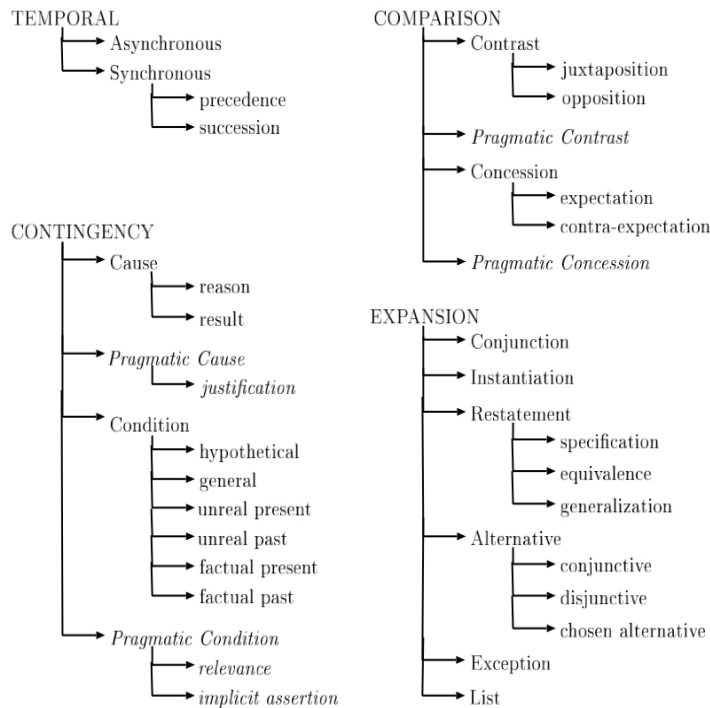 TEMPORAL
Asynchronous
Synchronous
precedence
succession
CONTINGENCY
Cause
reason
result
Pragmatic Cause
justification
Condition
hypothetical
general
unreal present
unreal past
factual present
factual past
Pragmatic Condition
relevance
implicit assertion
COMPARISON
Contrast
juxtaposition
opposition
Pragmatic Contrast
Concession
expectation
contra-expectation
Pragmatic Concession
EXPANSION
Conjunction
Instantiation
Restatement
specification
equivalence
generalization
Alternative
conjunctive
disjunctive
chosen alternative
Exception
List